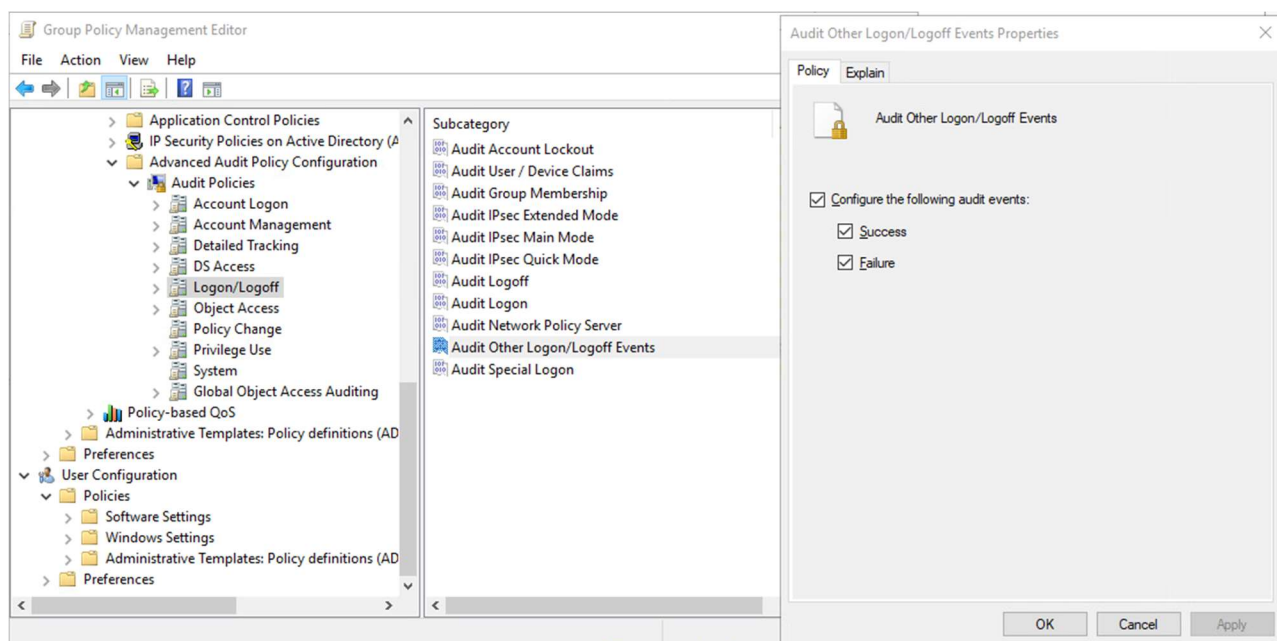 Group Policy Management Editor
File Action View Help
Application Control Policies
IP Security Policies on Active Directory (A
Advanced Audit Policy Configuration
Audit Policies
Account Logon
Account Management
Detailed Tracking
DS Access
Logon/Logoff
Object Access
Policy Change
Privilege Use
System
Global Object Access Auditing
Policy-based QoS
Administrative Templates: Policy definitions (AD
Preferences
User Configuration
Policies
Software Settings
Windows Settings
Administrative Templates: Policy definitions (AD
Preferences
Subcategory
Audit Account Lockout
Audit User / Device Claims
Audit Group Membership
Audit IPsec Extended Mode
Audit IPsec Main Mode
Audit IPsec Quick Mode
Audit Logoff
Audit Logon
Audit Network Policy Server
Audit Other Logon/Logoff Events
Audit Special Logon
Audit Other Logon/Logoff Events Properties
Policy Explain
Audit Other Logon/Logoff Events
Configure the following audit events:
Success
Failure
OK Cancel Apply